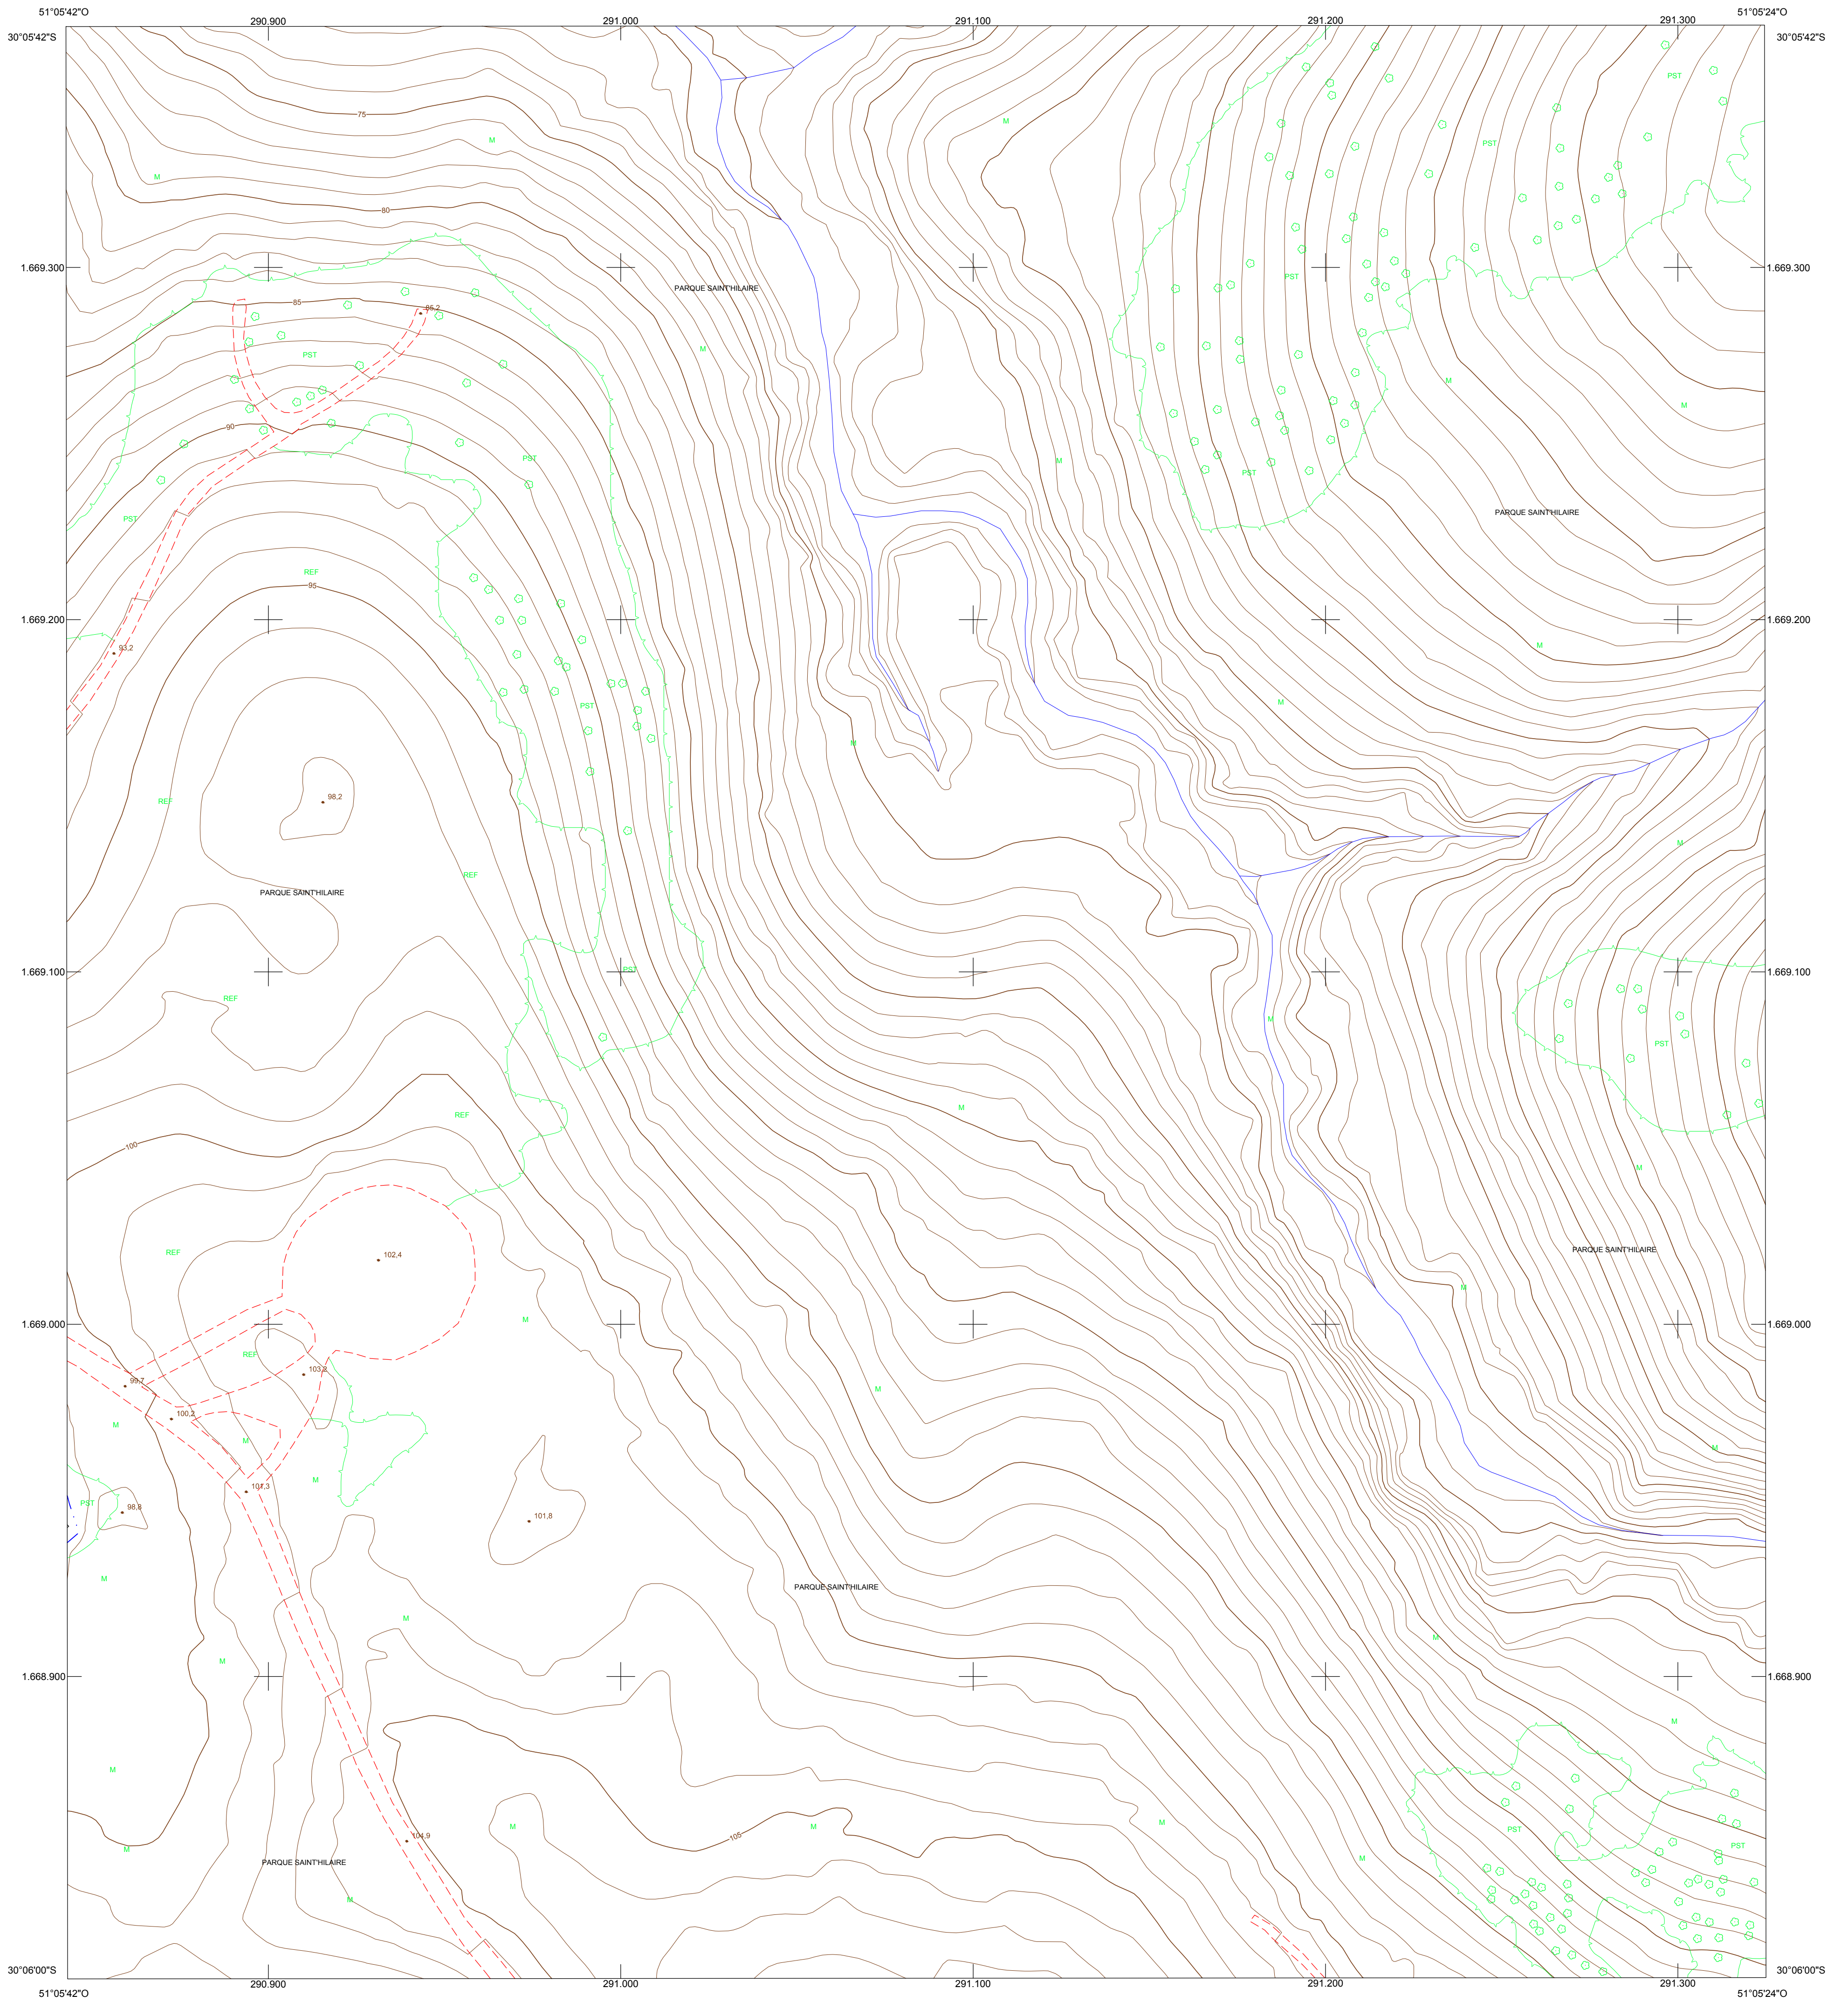 51°05'42"O
290.900
291.000
291.100
291.200
291.300
51°05'24"O
30°05'42"S
30°05'42"S
PST
75
M
M
PST
M
80
1.669.300
PST
1.669.300
PARQUE SAINT'HILAIRE
85
85,2
M
PST
M
M
90
PST
M
PST
PST
PARQUE SAINT'HILAIRE
REF
95
1.669.200
1.669.200
93,2
M
M
PST
M
98,2
REF
M
REF
PARQUE SAINT'HILAIRE
1.669.100
PST
1.669.100
REF
M
PST
M
REF
100
M
REF
102,4
PARQUE SAINT'HILAIRE
M
1.669.000
M
1.669.000
REF
103,2
99,7
M
100,2
M
M
M
M
101,3
PST
98,8
101,8
M
PARQUE SAINT'HILAIRE
M
M
M
1.668.900
1.668.900
M
M
M
M
M
PST
104,9
105
M
PST
PARQUE SAINT'HILAIRE
M
M
30°06'00"S
30°06'00"S
290.900
291.000
291.100
291.200
291.300
51°05'42"O
51°05'24"O